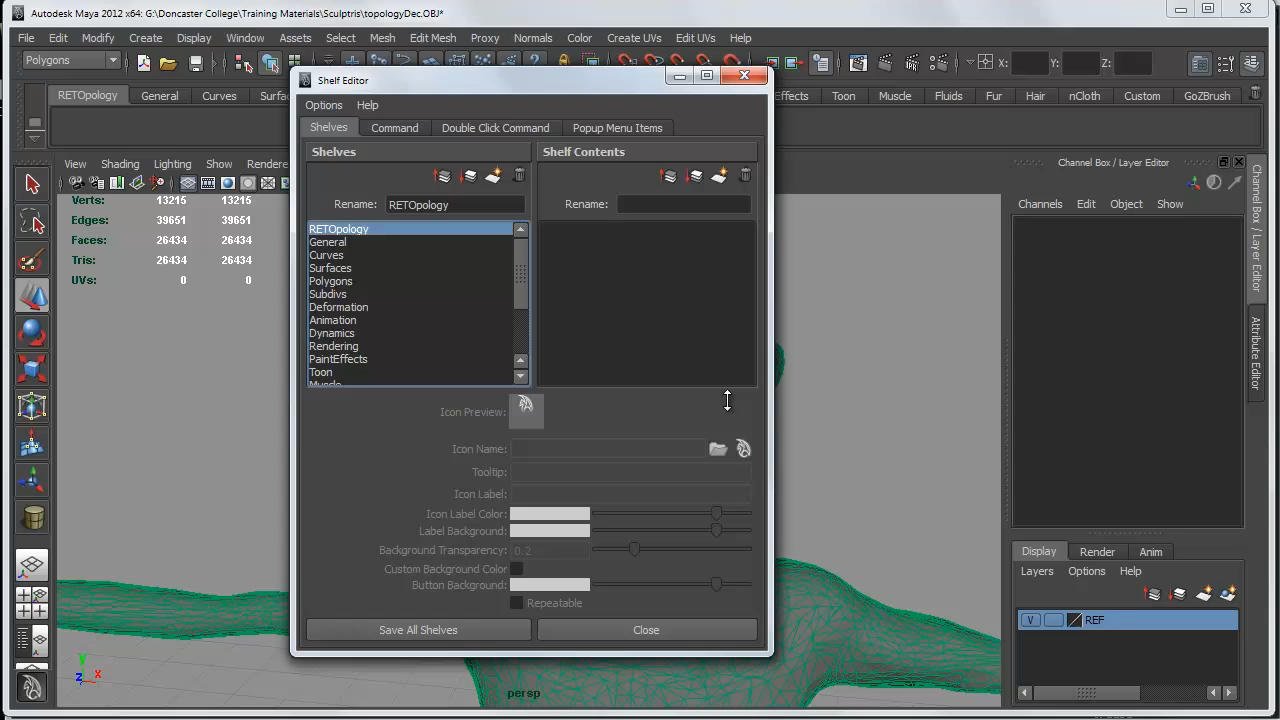 Autodesk Maya 2012 x64: G:\Doncaster College\Training Materials\Sculptris\topologyDec.OBJ*
File Edit Modify Create Display Window Assets Select Mesh Edit Mesh Proxy Normals Color Create UVs Edit UVs Help
Polygons X: Y: Z:
Shelf Editor
RETOpology General Curves Effects Toon Muscle Fluids Fur Hair nCloth Custom GoZBrush
Options Help
Shelves Command Double Click Command Popup Menu Items
Shelves Shelf Contents
View Shading Lighting Show
Channel Box / Layer Editor
Rename: RETOpology Rename:
Channels Edit Object Show
Verts: 13215 13215
Edges: 39651 39651
Faces: 26434 26434
Tris: 26434 26434
UVs: 0 0
RETOpology
General
Curves
Surfaces
Polygons
Subdivs
Deformation
Animation
Dynamics
Rendering
PaintEffects
Toon
Muscle
Channel Box / Layer Editor
Attribute Editor
Icon Preview:
Icon Name:
Tooltip:
Icon Label:
Icon Label Color:
Label Background:
Background Transparency: 0.2
Custom Background Color
Button Background:
Repeatable
Save All Shelves Close
Display Render Anim
Layers Options Help
V REF
y
z x
persp